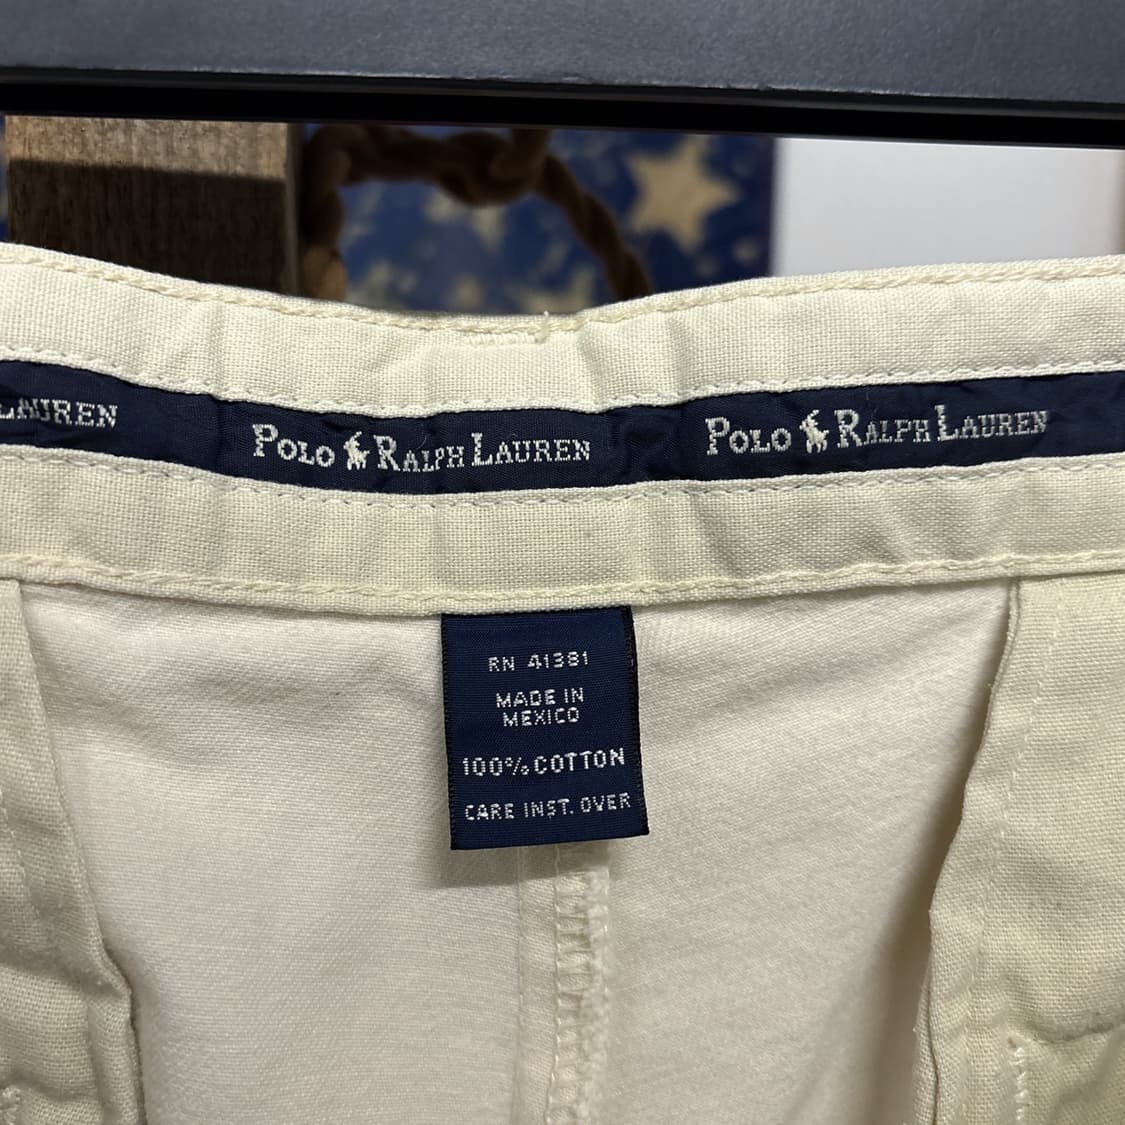 LAUREN POLO RALPH LAUREN POLO RALPH LAUREN
RN 41381
MADE IN
MEXICO
100% COTTON
CARE INST. OVER